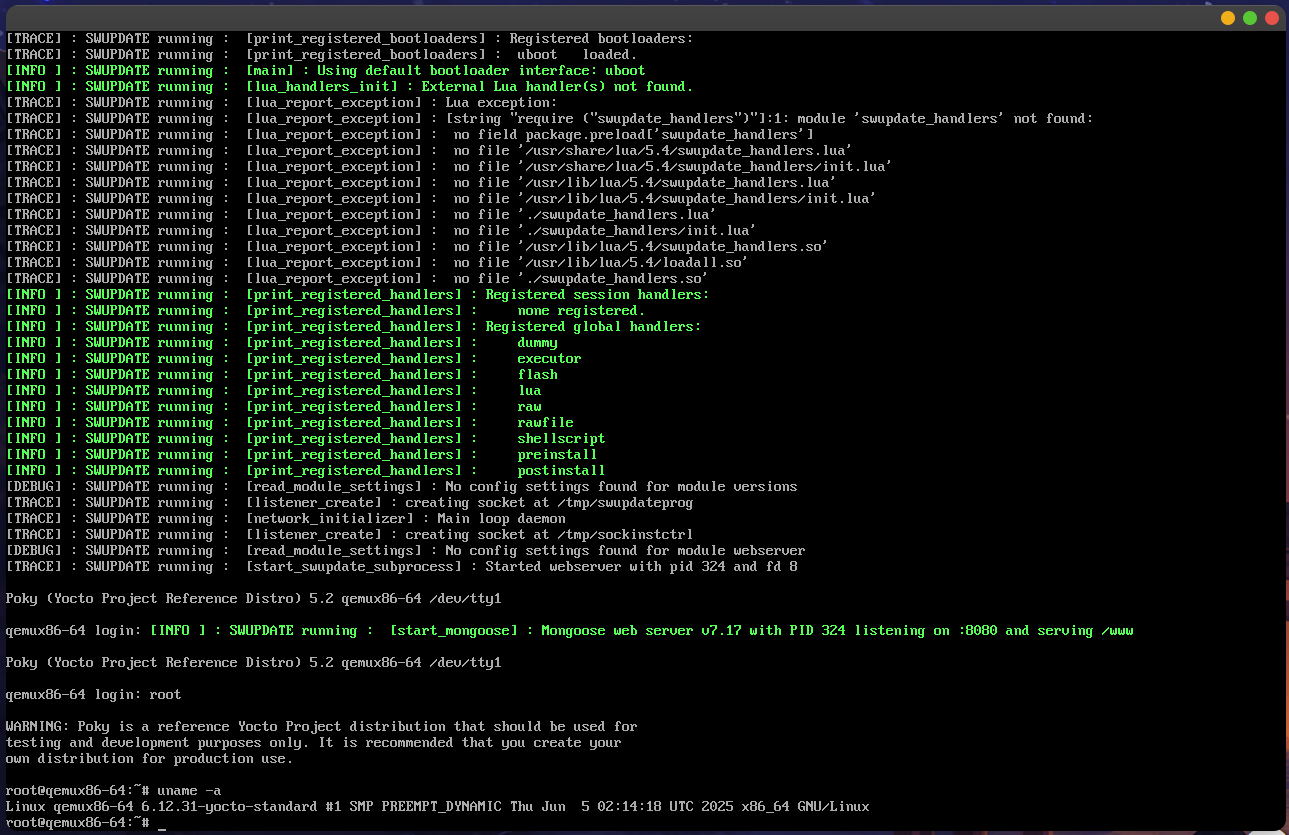 [TRACE] : SWUPDATE running :  [print_registered_bootloaders] : Registered bootloaders:
[TRACE] : SWUPDATE running :  [print_registered_bootloaders] :  uboot   loaded.
[INFO ] : SWUPDATE running :  [main] : Using default bootloader interface: uboot
[INFO ] : SWUPDATE running :  [lua_handlers_init] : External Lua handler(s) not found.
[TRACE] : SWUPDATE running :  [lua_report_exception] : Lua exception:
[TRACE] : SWUPDATE running :  [lua_report_exception] : [string "require ("swupdate_handlers")"]:1: module 'swupdate_handlers' not found:
[TRACE] : SWUPDATE running :  [lua_report_exception] :  no field package.preload['swupdate_handlers']
[TRACE] : SWUPDATE running :  [lua_report_exception] :  no file '/usr/share/lua/5.4/swupdate_handlers.lua'
[TRACE] : SWUPDATE running :  [lua_report_exception] :  no file '/usr/share/lua/5.4/swupdate_handlers/init.lua'
[TRACE] : SWUPDATE running :  [lua_report_exception] :  no file '/usr/lib/lua/5.4/swupdate_handlers.lua'
[TRACE] : SWUPDATE running :  [lua_report_exception] :  no file '/usr/lib/lua/5.4/swupdate_handlers/init.lua'
[TRACE] : SWUPDATE running :  [lua_report_exception] :  no file './swupdate_handlers.lua'
[TRACE] : SWUPDATE running :  [lua_report_exception] :  no file './swupdate_handlers/init.lua'
[TRACE] : SWUPDATE running :  [lua_report_exception] :  no file '/usr/lib/lua/5.4/swupdate_handlers.so'
[TRACE] : SWUPDATE running :  [lua_report_exception] :  no file '/usr/lib/lua/5.4/loadall.so'
[TRACE] : SWUPDATE running :  [lua_report_exception] :  no file './swupdate_handlers.so'
[INFO ] : SWUPDATE running :  [print_registered_handlers] : Registered session handlers:
[INFO ] : SWUPDATE running :  [print_registered_handlers] :     none registered.
[INFO ] : SWUPDATE running :  [print_registered_handlers] : Registered global handlers:
[INFO ] : SWUPDATE running :  [print_registered_handlers] :     dummy
[INFO ] : SWUPDATE running :  [print_registered_handlers] :     executor
[INFO ] : SWUPDATE running :  [print_registered_handlers] :     flash
[INFO ] : SWUPDATE running :  [print_registered_handlers] :     lua
[INFO ] : SWUPDATE running :  [print_registered_handlers] :     raw
[INFO ] : SWUPDATE running :  [print_registered_handlers] :     rawfile
[INFO ] : SWUPDATE running :  [print_registered_handlers] :     shellscript
[INFO ] : SWUPDATE running :  [print_registered_handlers] :     preinstall
[INFO ] : SWUPDATE running :  [print_registered_handlers] :     postinstall
[DEBUG] : SWUPDATE running :  [read_module_settings] : No config settings found for module versions
[TRACE] : SWUPDATE running :  [listener_create] : creating socket at /tmp/swupdateprog
[TRACE] : SWUPDATE running :  [network_initializer] : Main loop daemon
[TRACE] : SWUPDATE running :  [listener_create] : creating socket at /tmp/sockinstctrl
[DEBUG] : SWUPDATE running :  [read_module_settings] : No config settings found for module webserver
[TRACE] : SWUPDATE running :  [start_swupdate_subprocess] : Started webserver with pid 324 and fd 8
Poky (Yocto Project Reference Distro) 5.2 qemux86-64 /dev/tty1
qemux86-64 login: [INFO ] : SWUPDATE running :  [start_mongoose] : Mongoose web server v7.17 with PID 324 listening on :8080 and serving /www
Poky (Yocto Project Reference Distro) 5.2 qemux86-64 /dev/tty1
qemux86-64 login: root
WARNING: Poky is a reference Yocto Project distribution that should be used for
testing and development purposes only. It is recommended that you create your
own distribution for production use.
root@qemux86-64:~# uname -a
Linux qemux86-64 6.12.31-yocto-standard #1 SMP PREEMPT_DYNAMIC Thu Jun  5 02:14:18 UTC 2025 x86_64 GNU/Linux
root@qemux86-64:~# _